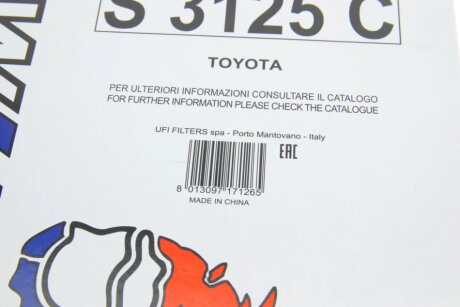 S 3125 C
TOYOTA
PER ULTERIORI INFORMAZIONI CONSULTARE IL CATALOGO
FOR FURTHER INFORMATION PLEASE CHECK THE CATALOGUE
UFI FILTERS spa - Porto Mantovano - Italy
EAC
8 013097 171265
MADE IN CHINA